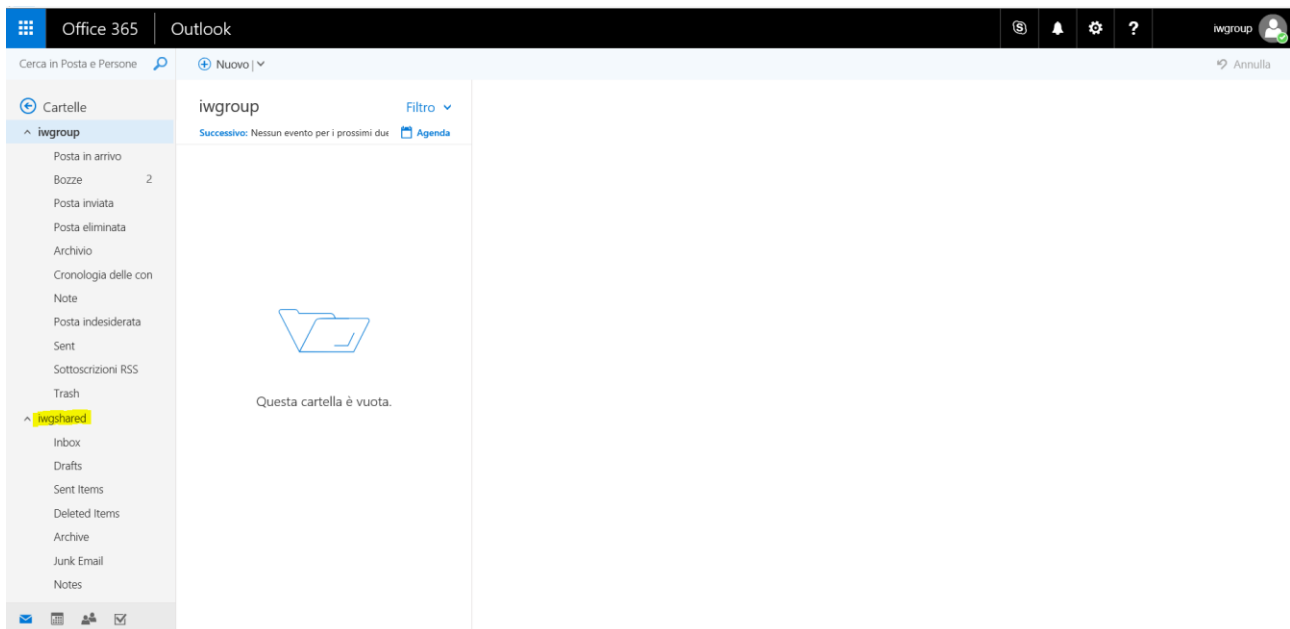 Office 365
Outlook
iwgroup
Cerca in Posta e Persone
Nuovo | 
Annulla
Cartelle
iwgroup
Posta in arrivo
Bozze 2
Posta inviata
Posta eliminata
Archivio
Cronologia delle con
Note
Posta indesiderata
Sent
Sottoscrizioni RSS
Trash
iwgshared
Inbox
Drafts
Sent Items
Deleted Items
Archive
Junk Email
Notes
iwgroup
Filtro
Successivo: Nessun evento per i prossimi due
Agenda
Questa cartella è vuota.